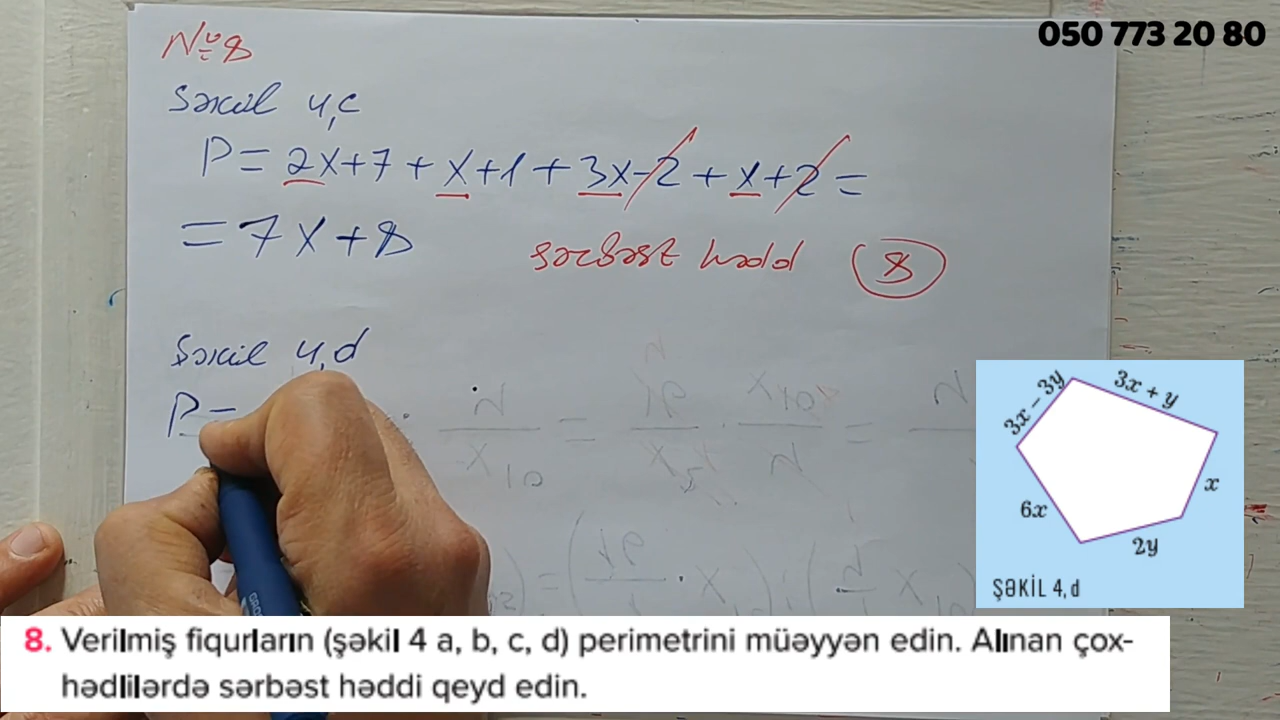 050 773 20 80
№8
Şəkil 4,c
P = 2x+7 + x+1 + 3x-2 + x+2 =
= 7x+8
sərbəst hədd 8
Şəkil 4,d
P =
3x − 3y
3x + y
x
6x
2y
ŞƏKİL 4, d
8. Verilmiş fiqurların (şəkil 4 a, b, c, d) perimetrini müəyyən edin. Alınan çox-
hədlilərdə sərbəst həddi qeyd edin.